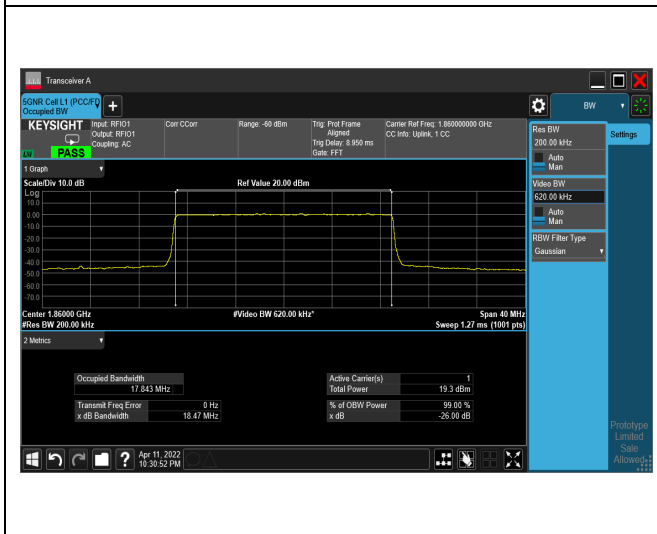 Transceiver A
5GNR Cell L1 (PCC/FD
Occupied BW
BW
KEYSIGHT
Input: RFIO1
Output: RFIO1
Coupling: AC
Corr CCorr
Range: -60 dBm
Trig: Prot Frame
Aligned
Trig Delay: 8.950 ms
Gate: FFT
Carrier Ref Freq: 1.860000000 GHz
CC Info: Uplink, 1 CC
PASS
Res BW
200.00 kHz
Auto
Man
Settings
1 Graph
Scale/Div 10.0 dB
Ref Value 20.00 dBm
Log
10.0
0.00
-10.0
-20.0
-30.0
-40.0
-50.0
-60.0
-70.0
Video BW
620.00 kHz
Auto
Man
RBW Filter Type
Gaussian
Center 1.86000 GHz
#Video BW 620.00 kHz*
Span 40 MHz
#Res BW 200.00 kHz
Sweep 1.27 ms (1001 pts)
2 Metrics
Occupied Bandwidth
17.843 MHz
Active Carrier(s) 1
Total Power 19.3 dBm
Transmit Freq Error 0 Hz
x dB Bandwidth 18.47 MHz
% of OBW Power 99.00 %
x dB -26.00 dB
Prototype
Limited
Sale
Allowed
?
Apr 11, 2022
10:30:52 PM